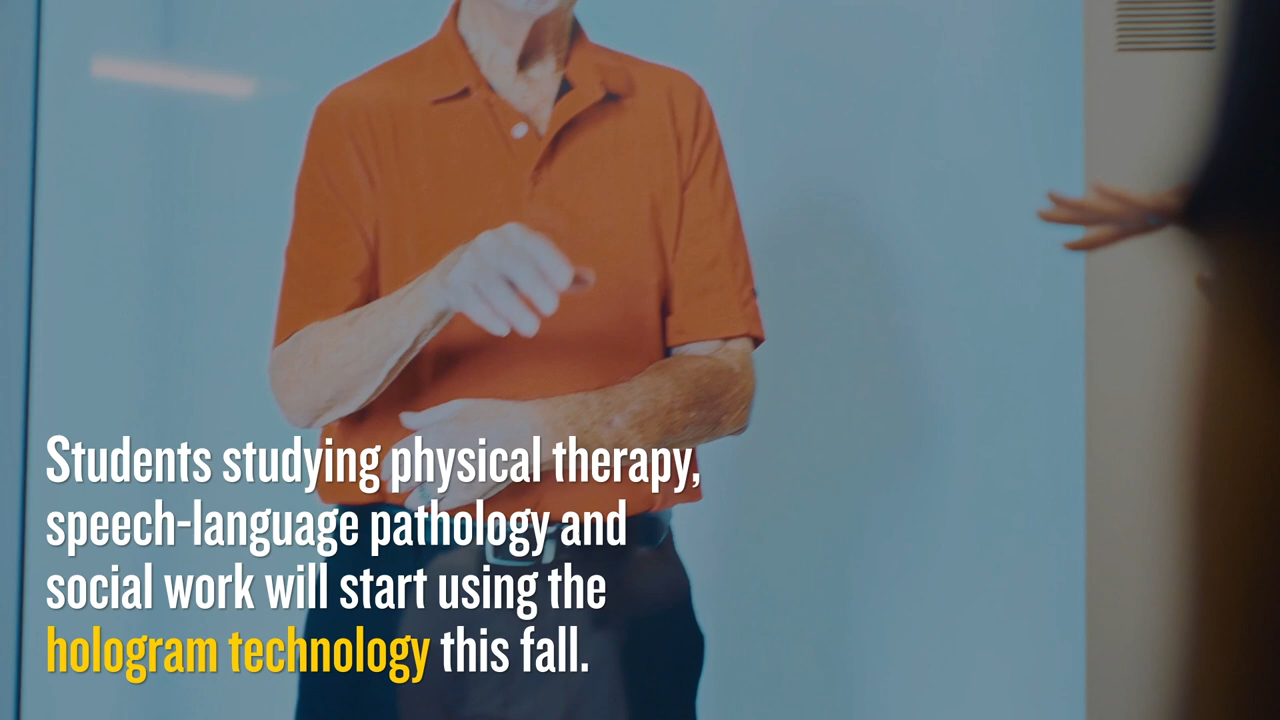 Students studying physical therapy,
speech-language pathology and
social work will start using the
hologram technology this fall.